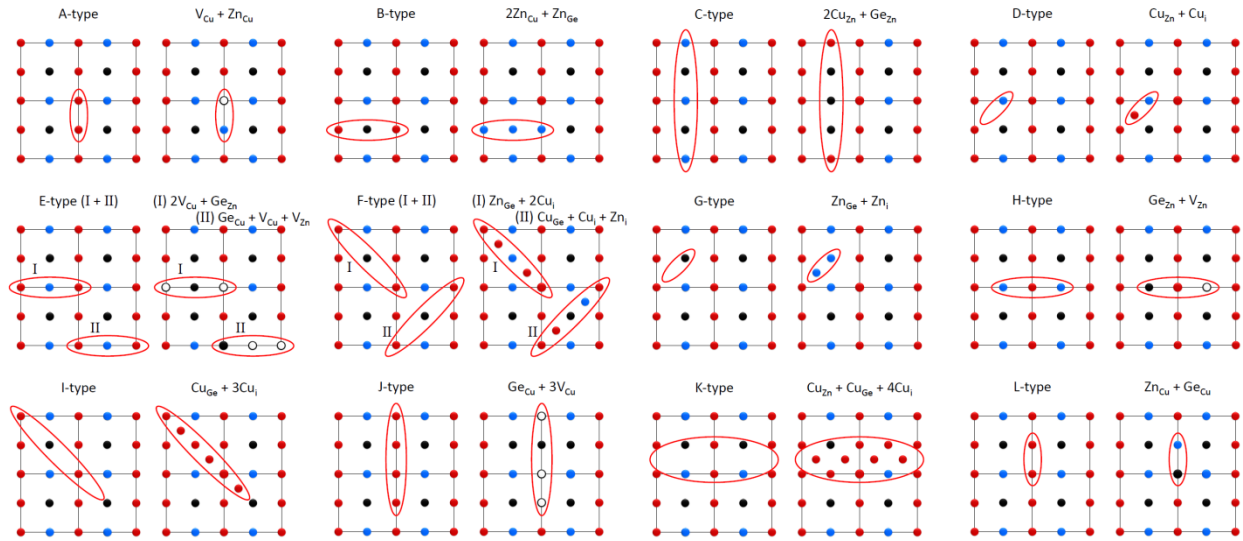 A-type
V_Cu + Zn_Cu
B-type
2Zn_Cu + Zn_Ge
C-type
2Cu_Zn + Ge_Zn
D-type
Cu_Zn + Cu_i
E-type (I + II)
(I) 2V_Cu + Ge_Zn
(II) Ge_Cu + V_Cu + V_Zn
I
II
I
II
F-type (I + II)
(I) Zn_Ge + 2Cu_i
(II) Cu_Ge + Cu_i + Zn_i
I
II
I
II
G-type
Zn_Ge + Zn_i
H-type
Ge_Zn + V_Zn
I-type
Cu_Ge + 3Cu_i
J-type
Ge_Cu + 3V_Cu
K-type
Cu_Zn + Cu_Ge + 4Cu_i
L-type
Zn_Cu + Ge_Cu